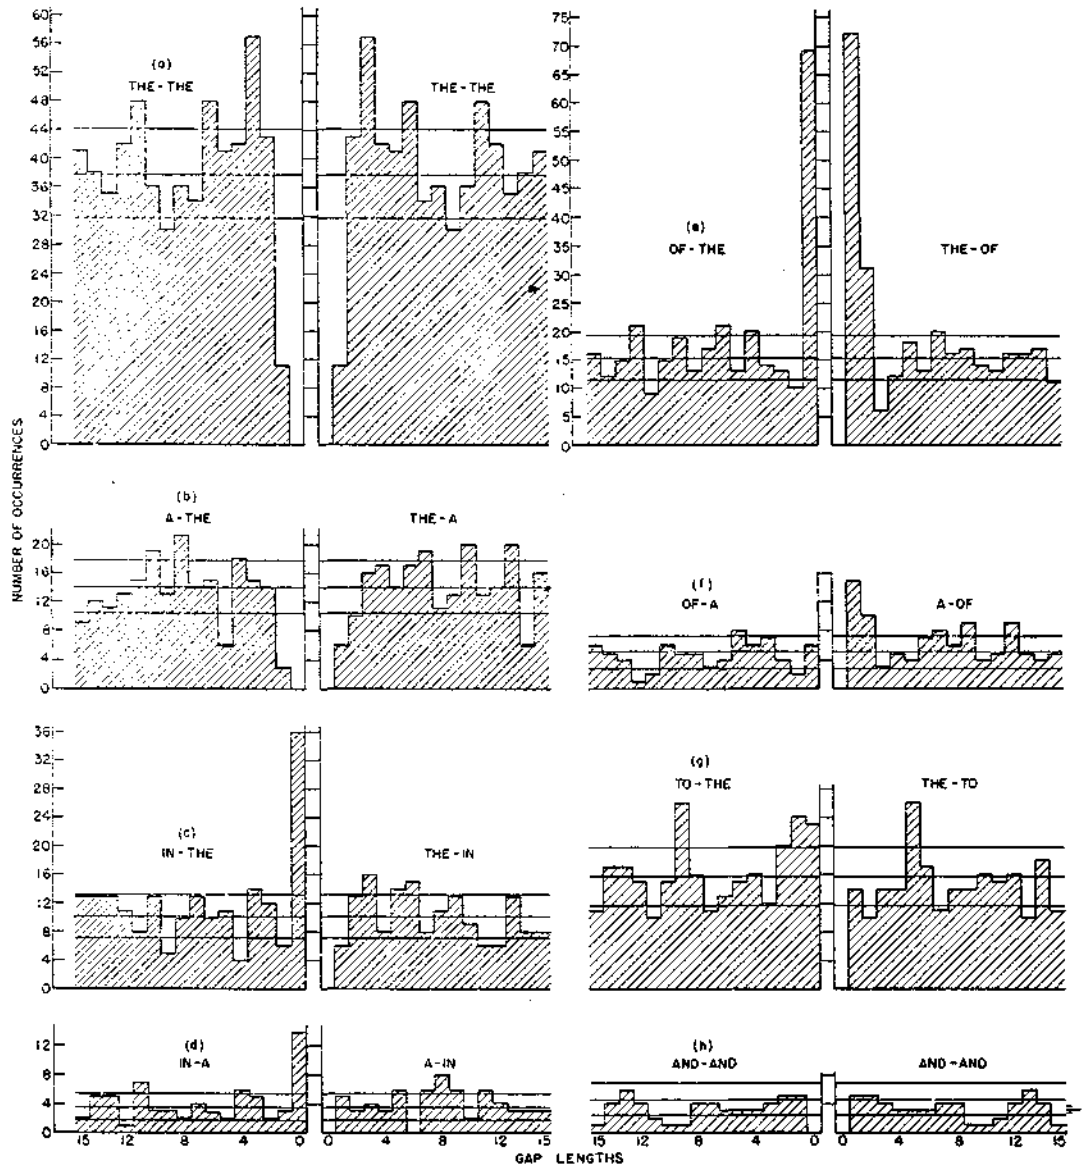 NUMBER OF OCCURRENCES
60
56
52
48
44
40
36
32
28
24
20
16
12
8
4
0
(a)
THE-THE
THE-THE
75
70
65
60
55
50
45
40
35
30
25
20
15
10
5
0
(e)
OF-THE
THE-OF
20
16
12
8
4
0
(b)
A-THE
THE-A
(f)
OF-A
A-OF
36
32
28
24
20
16
12
8
4
0
(c)
IN-THE
THE-IN
(g)
TO-THE
THE-TO
12
8
4
0
(d)
IN-A
A-IN
(h)
AND-AND
AND-AND
15 12 8 4 0 0 4 8 12 15
15 12 8 4 0 0 4 8 12 15
GAP LENGTHS